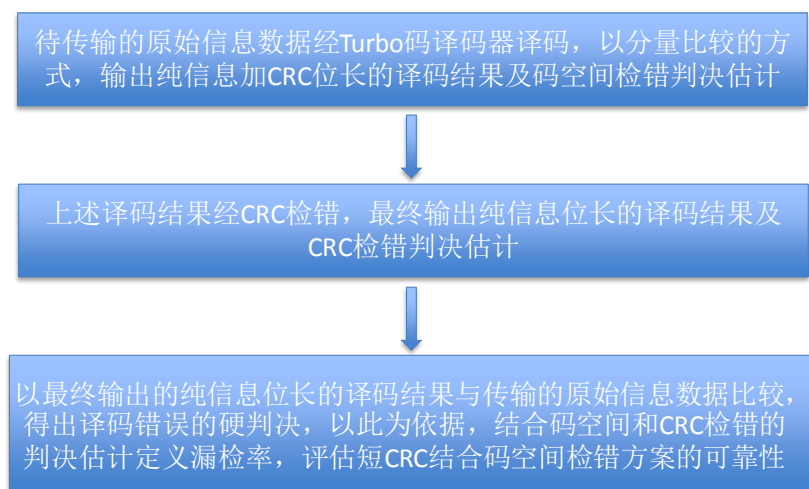 待传输的原始信息数据经Turbo码译码器译码，以分量比较的方
式，输出纯信息加CRC位长的译码结果及码空间检错判决估计
上述译码结果经CRC检错，最终输出纯信息位长的译码结果及
CRC检错判决估计
以最终输出的纯信息位长的译码结果与传输的原始信息数据比较，
得出译码错误的硬判决，以此为依据，结合码空间和CRC检错的
判决估计定义漏检率，评估短CRC结合码空间检错方案的可靠性